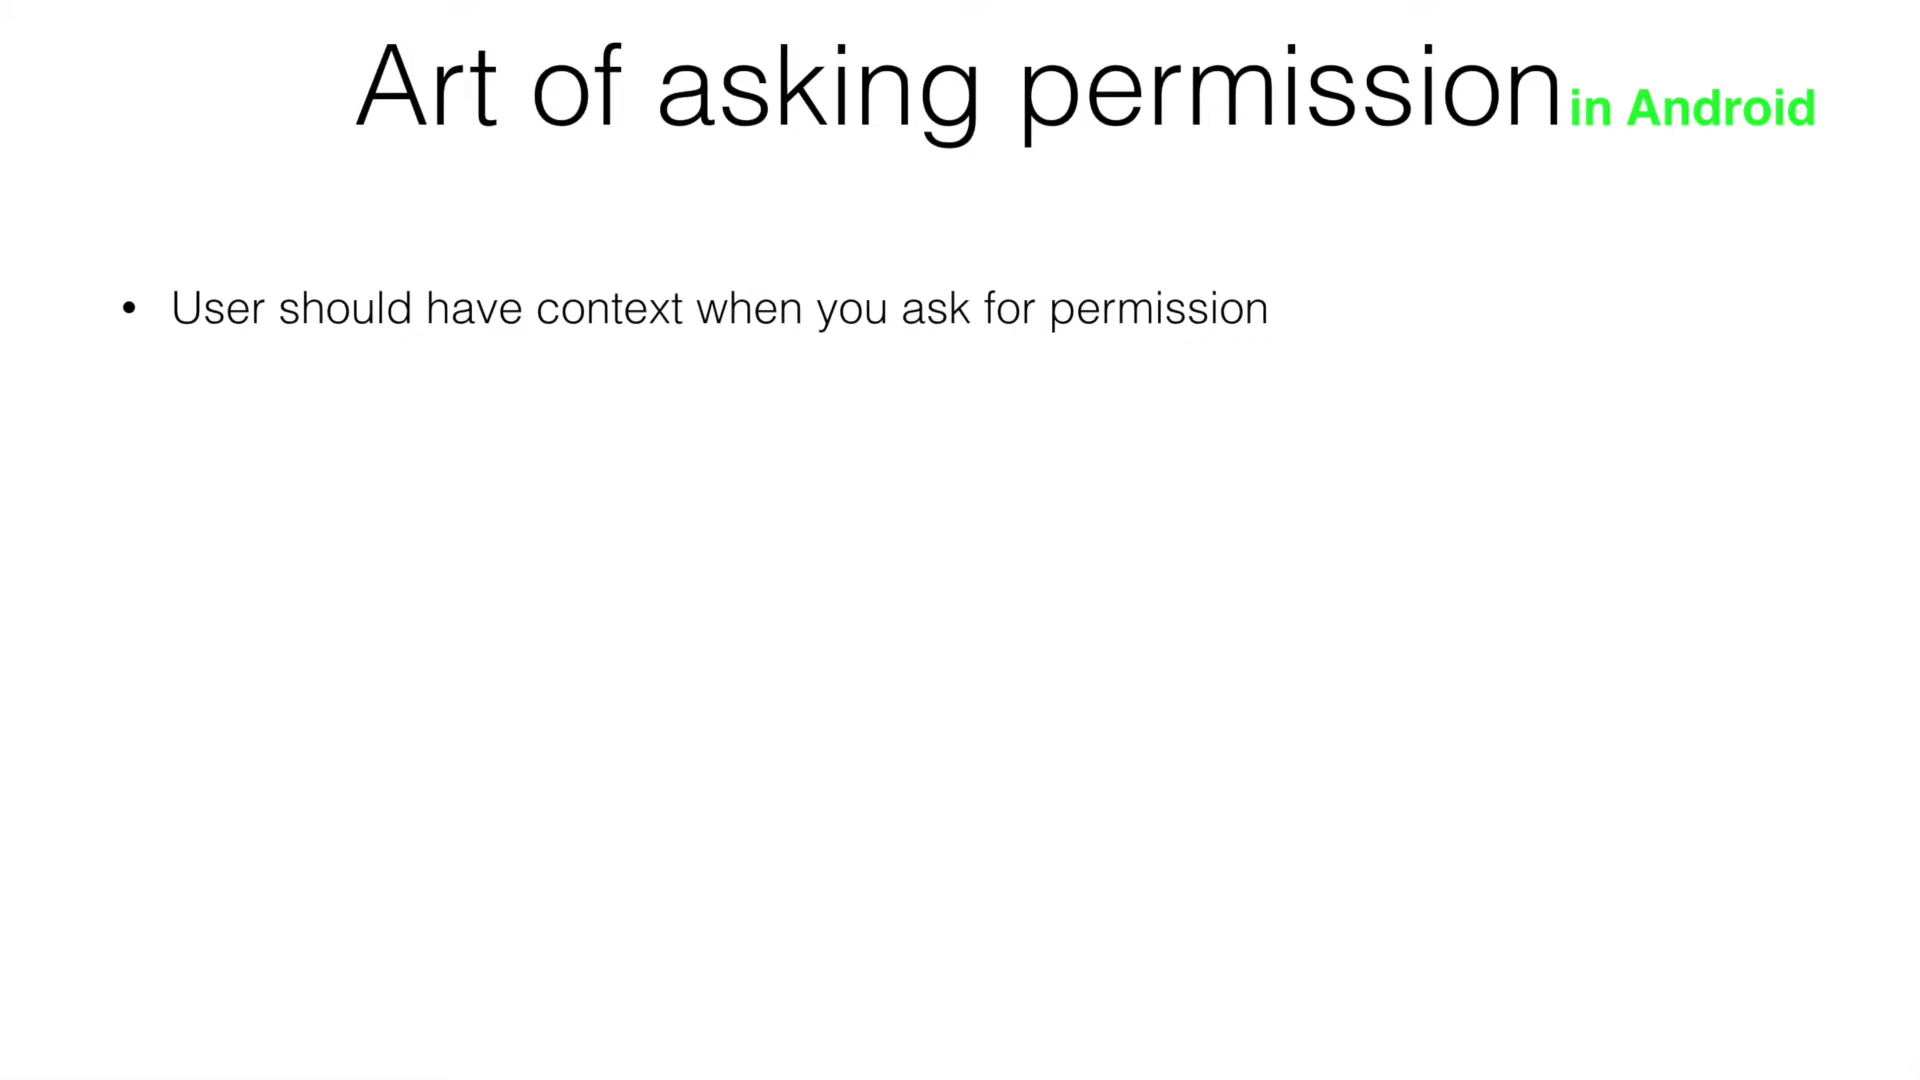 Art of asking permission in Android
• User should have context when you ask for permission